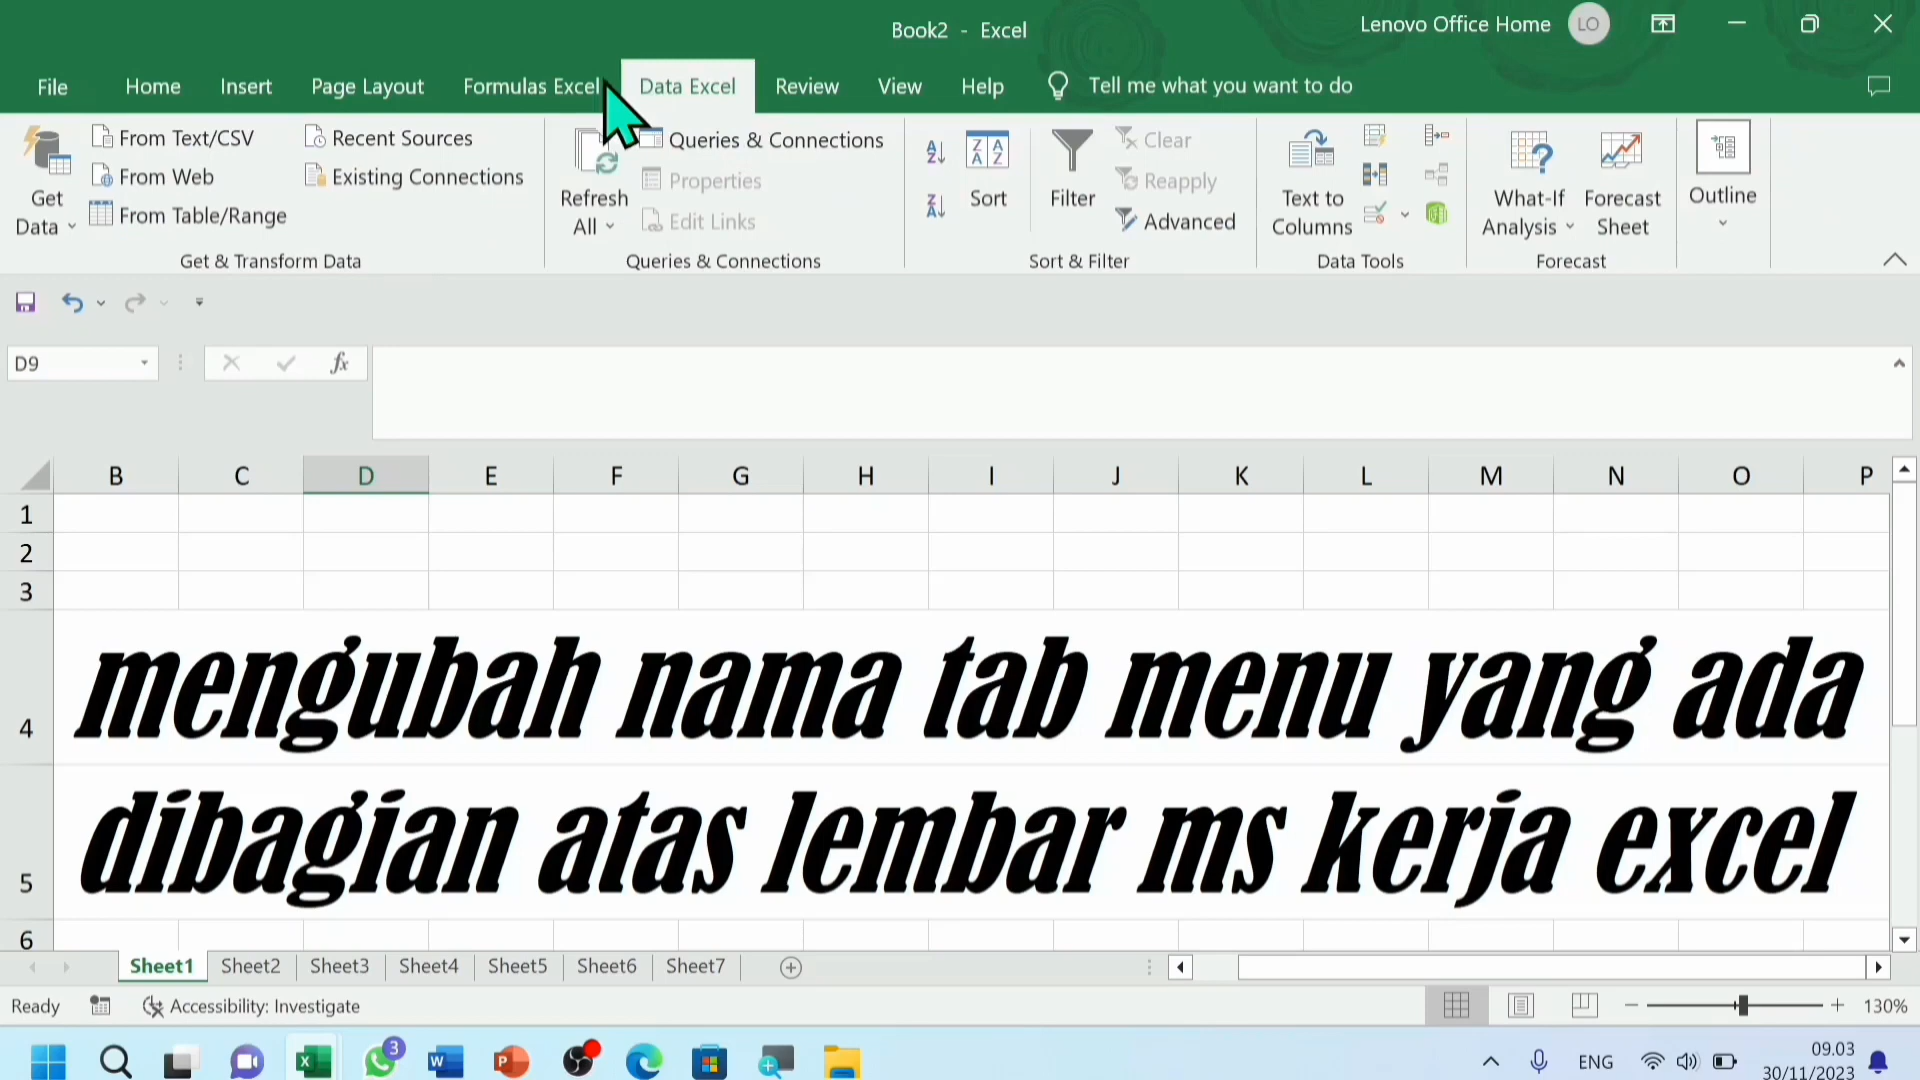 Book2 - Excel
Lenovo Office Home LO
File Home Insert Page Layout Formulas Excel Data Excel Review View Help Tell me what you want to do
From Text/CSV Recent Sources
Queries & Connections
Clear
From Web Existing Connections
Properties
Reapply
Get Data
From Table/Range
Refresh All
Edit Links
Sort
Filter
Advanced
Text to Columns
What-If Analysis
Forecast Sheet
Outline
Get & Transform Data Queries & Connections Sort & Filter Data Tools Forecast
D9 fx
B C D E F G H I J K L M N O P
1
2
3
4 mengubah nama tab menu yang ada
5 dibagian atas lembar ms kerja excel
6
Sheet1 Sheet2 Sheet3 Sheet4 Sheet5 Sheet6 Sheet7
Ready Accessibility: Investigate 130%
3
ENG
09.03
30/11/2023